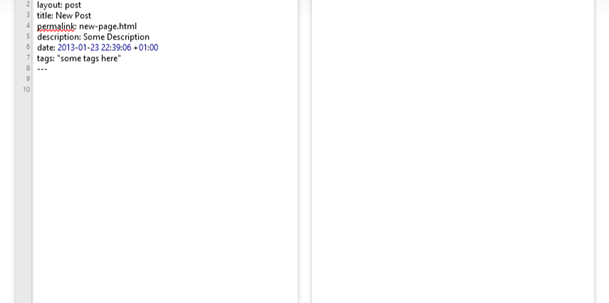 2 layout: post
3 title: New Post
4 permalink: new-page.html
5 description: Some Description
6 date: 2013-01-23 22:39:06 +01:00
7 tags: "some tags here"
8 ---
9
10